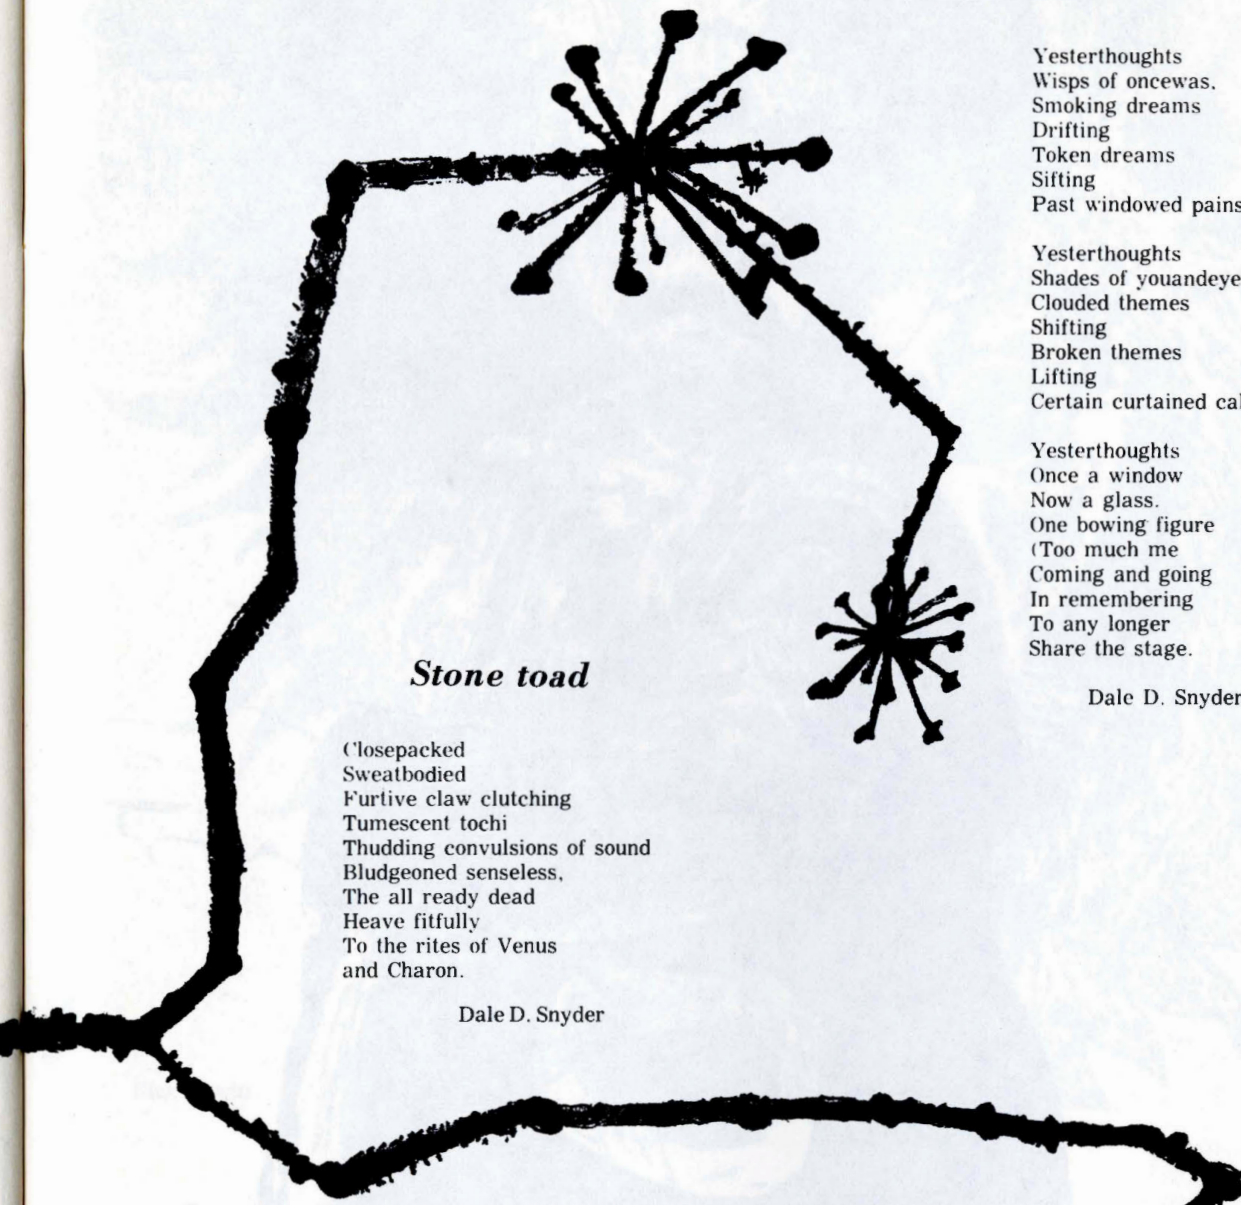 Yesterthoughts
Wisps of oncewas.
Smoking dreams
Drifting
Token dreams
Sifting
Past windowed pains

Yesterthoughts
Shades of youandeye
Clouded themes
Shifting
Broken themes
Lifting
Certain curtained

Yesterthoughts
Once a window
Now a glass.
One bowing figure
(Too much me
Coming and going
In remembering
To any longer
Share the stage.

Dale D. Snyder

Stone toad

Closepacked
Sweatbodied
Furtive claw clutching
Tumescent tochi
Thudding convulsions of sound
Bludgeoned senseless,
The all ready dead
Heave fitfully
To the rites of Venus
and Charon.

Dale D. Snyder